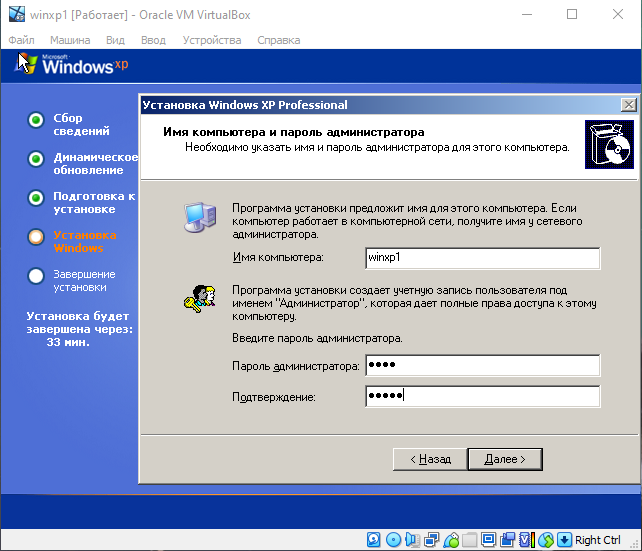 winxp1 [Работает] - Oracle VM VirtualBox
Файл Машина Вид Ввод Устройства Справка
Microsoft
Windows xp
Сбор
сведений
Динамическое
обновление
Подготовка к
установке
Установка
Windows
Завершение
установки
Установка будет
завершена через:
33 мин.
Установка Windows XP Professional
Имя компьютера и пароль администратора
Необходимо указать имя и пароль администратора для этого компьютера.
Программа установки предложит имя для этого компьютера. Если
компьютер работает в компьютерной сети, получите имя у сетевого
администратора.
Имя компьютера: winxp1
Программа установки создает учетную запись пользователя под
именем "Администратор", которая дает полные права доступа к этому
компьютеру.
Введите пароль администратора.
Пароль администратора: ●●●●
Подтверждение: ●●●●●
< Назад Далее >
Right Ctrl